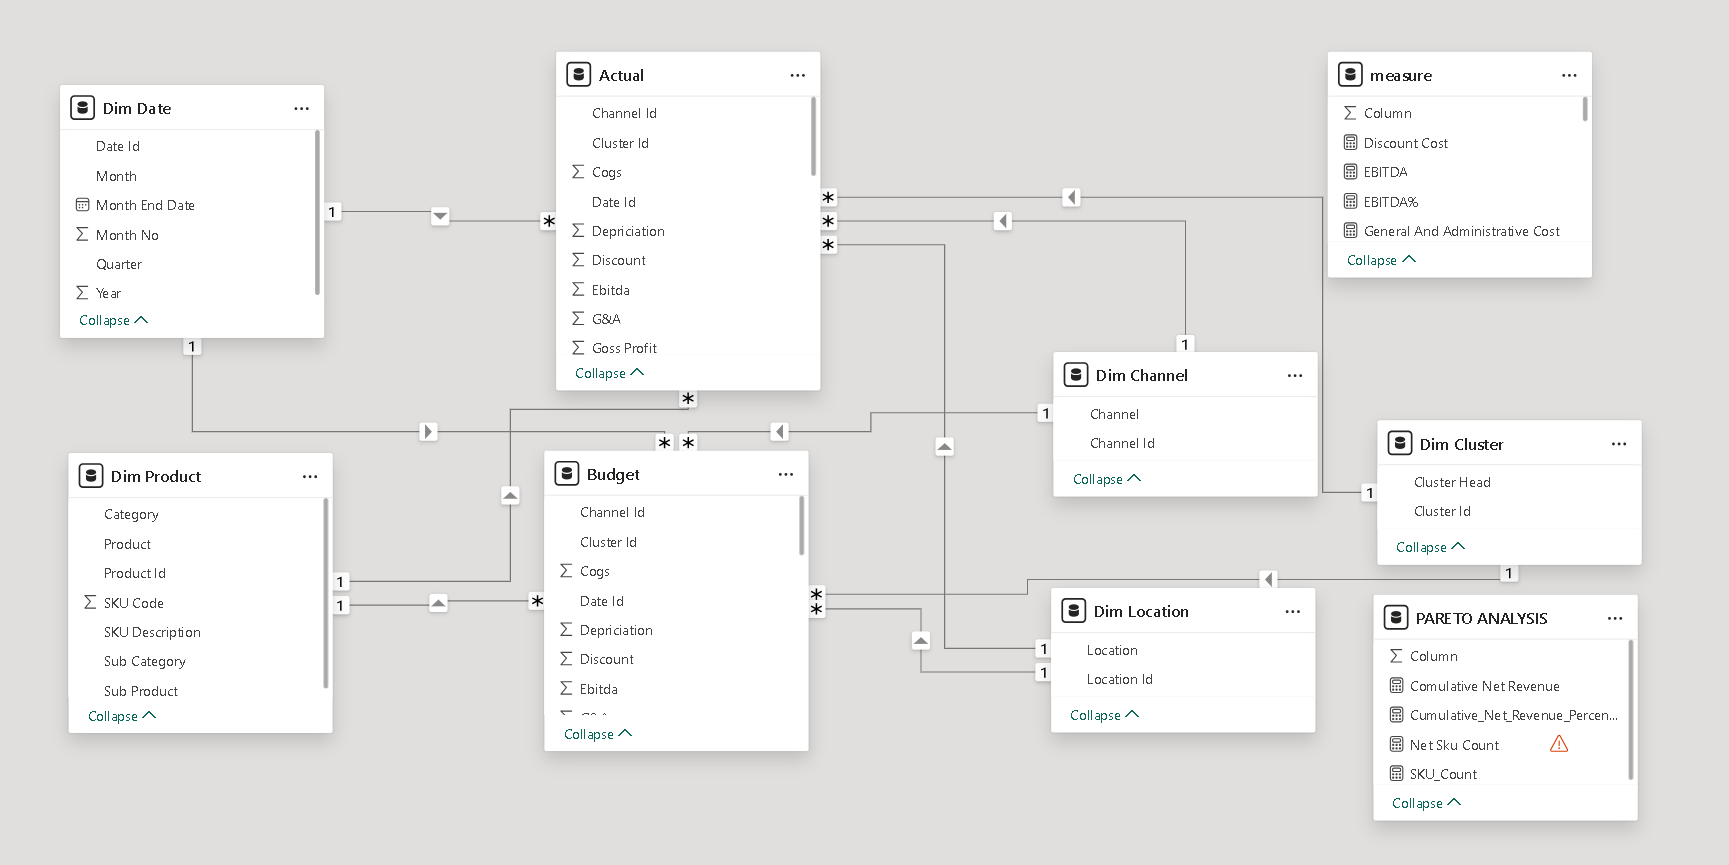 Dim Date
Date Id
Month
Month End Date
Month No
Quarter
Year
Collapse
Actual
Channel Id
Cluster Id
Cogs
Date Id
Depriciation
Discount
Ebitda
G&A
Goss Profit
Collapse
measure
Column
Discount Cost
EBITDA
EBITDA%
General And Administrative Cost
Collapse
Dim Channel
Channel
Channel Id
Collapse
Dim Cluster
Cluster Head
Cluster Id
Collapse
Dim Product
Category
Product
Product Id
SKU Code
SKU Description
Sub Category
Sub Product
Collapse
Budget
Channel Id
Cluster Id
Cogs
Date Id
Depriciation
Discount
Ebitda
Collapse
Dim Location
Location
Location Id
Collapse
PARETO ANALYSIS
Column
Comulative Net Revenue
Cumulative_Net_Revenue_Percen...
Net Sku Count
SKU_Count
Collapse
1
*
*
*
*
1
1
*
*
*
1
1
1
1
*
*
*
1
1
1